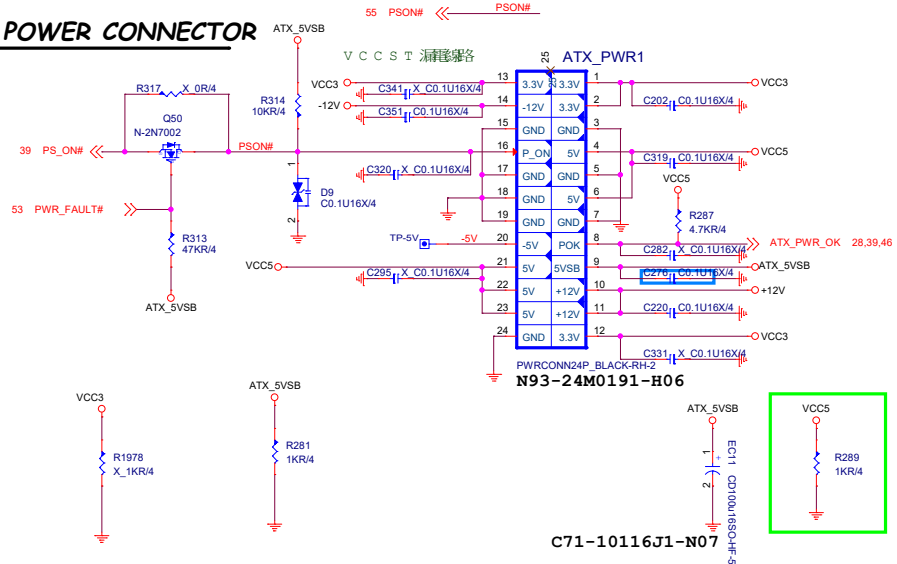 55 PSON# PSON#
POWER CONNECTOR
ATX_5VSB
V C C S T 漏電線路
25
ATX_PWR1
R317 X_0R/4
Q50
N-2N7002
39 PS_ON#
PSON#
53 PWR_FAULT#
R313
47KR/4
ATX_5VSB
R314
10KR/4
1
D9
C0.1U16X/4
2
VCC3
C341 X_C0.1U16X/4
-12V
C351 X_C0.1U16X/4
C320 X_C0.1U16X/4
TP-5V -5V
VCC5
C295 X_C0.1U16X/4
13 3.3V 3.3V 1
14 -12V 3.3V 2
15 GND GND 3
16 P_ON 5V 4
17 GND GND 5
18 GND 5V 6
19 GND GND 7
20 -5V POK 8
21 5V 5VSB 9
22 5V +12V 10
23 5V +12V 11
24 GND 3.3V 12
25
VCC3
C202 C0.1U16X/4
VCC5
C319 C0.1U16X/4
VCC5
R287
4.7KR/4
ATX_PWR_OK 28,39,46
C282 C0.1U16X/4
ATX_5VSB
C276 C0.1U16X/4
+12V
C220 C0.1U16X/4
VCC3
C331 X_C0.1U16X/4
PWRCONN24P_BLACK-RH-2
N93-24M0191-H06
VCC3
R1978
X_1KR/4
ATX_5VSB
R281
1KR/4
ATX_5VSB
1
2
EC11 CD100u16SO-HF-5
C71-10116J1-N07
VCC5
R289
1KR/4